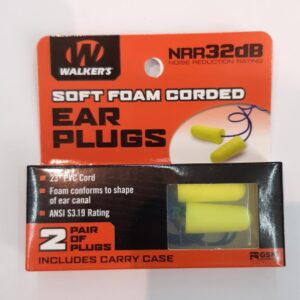 WALKER'S
NRR32dB
NOISE REDUCTION RATING
SOFT FOAM CORDED
EAR
PLUGS
23" PVC Cord
Foam conforms to shape
of ear canal
ANSI S3.19 Rating
2 PAIR OF PLUGS
INCLUDES CARRY CASE
GSM